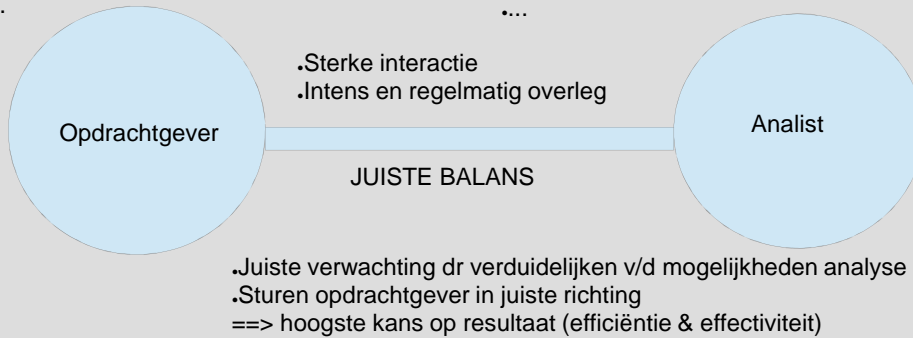 .
•...
•Sterke interactie
•Intens en regelmatig overleg
Opdrachtgever
Analist
JUISTE BALANS
•Juiste verwachting dr verduidelijken v/d mogelijkheden analyse
•Sturen opdrachtgever in juiste richting
==> hoogste kans op resultaat (efficiëntie & effectiviteit)